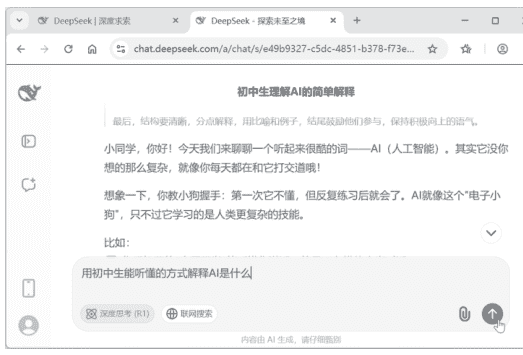 DeepSeek | 深度求索
DeepSeek - 探索未至之境
chat.deepseek.com/a/chat/s/e49b9327-c5dc-4851-b378-f73e...
初中生理解AI的简单解释
最后，结构要清晰，分点解释，用比喻和例子，结尾鼓励他们参与，保持积极向上的语气。
小同学，你好！今天我们来聊聊一个听起来很酷的词——AI（人工智能）。其实它没你
想的那么复杂，就像你每天都在和它打交道哦！
想象一下，你教小狗握手：第一次它不懂，但反复练习后就会了。AI就像这个"电子小
狗"，只不过它学习的是人类更复杂的技能。
比如：
用初中生能听懂的方式解释AI是什么
深度思考 (R1)
联网搜索
内容由 AI 生成，请仔细甄别